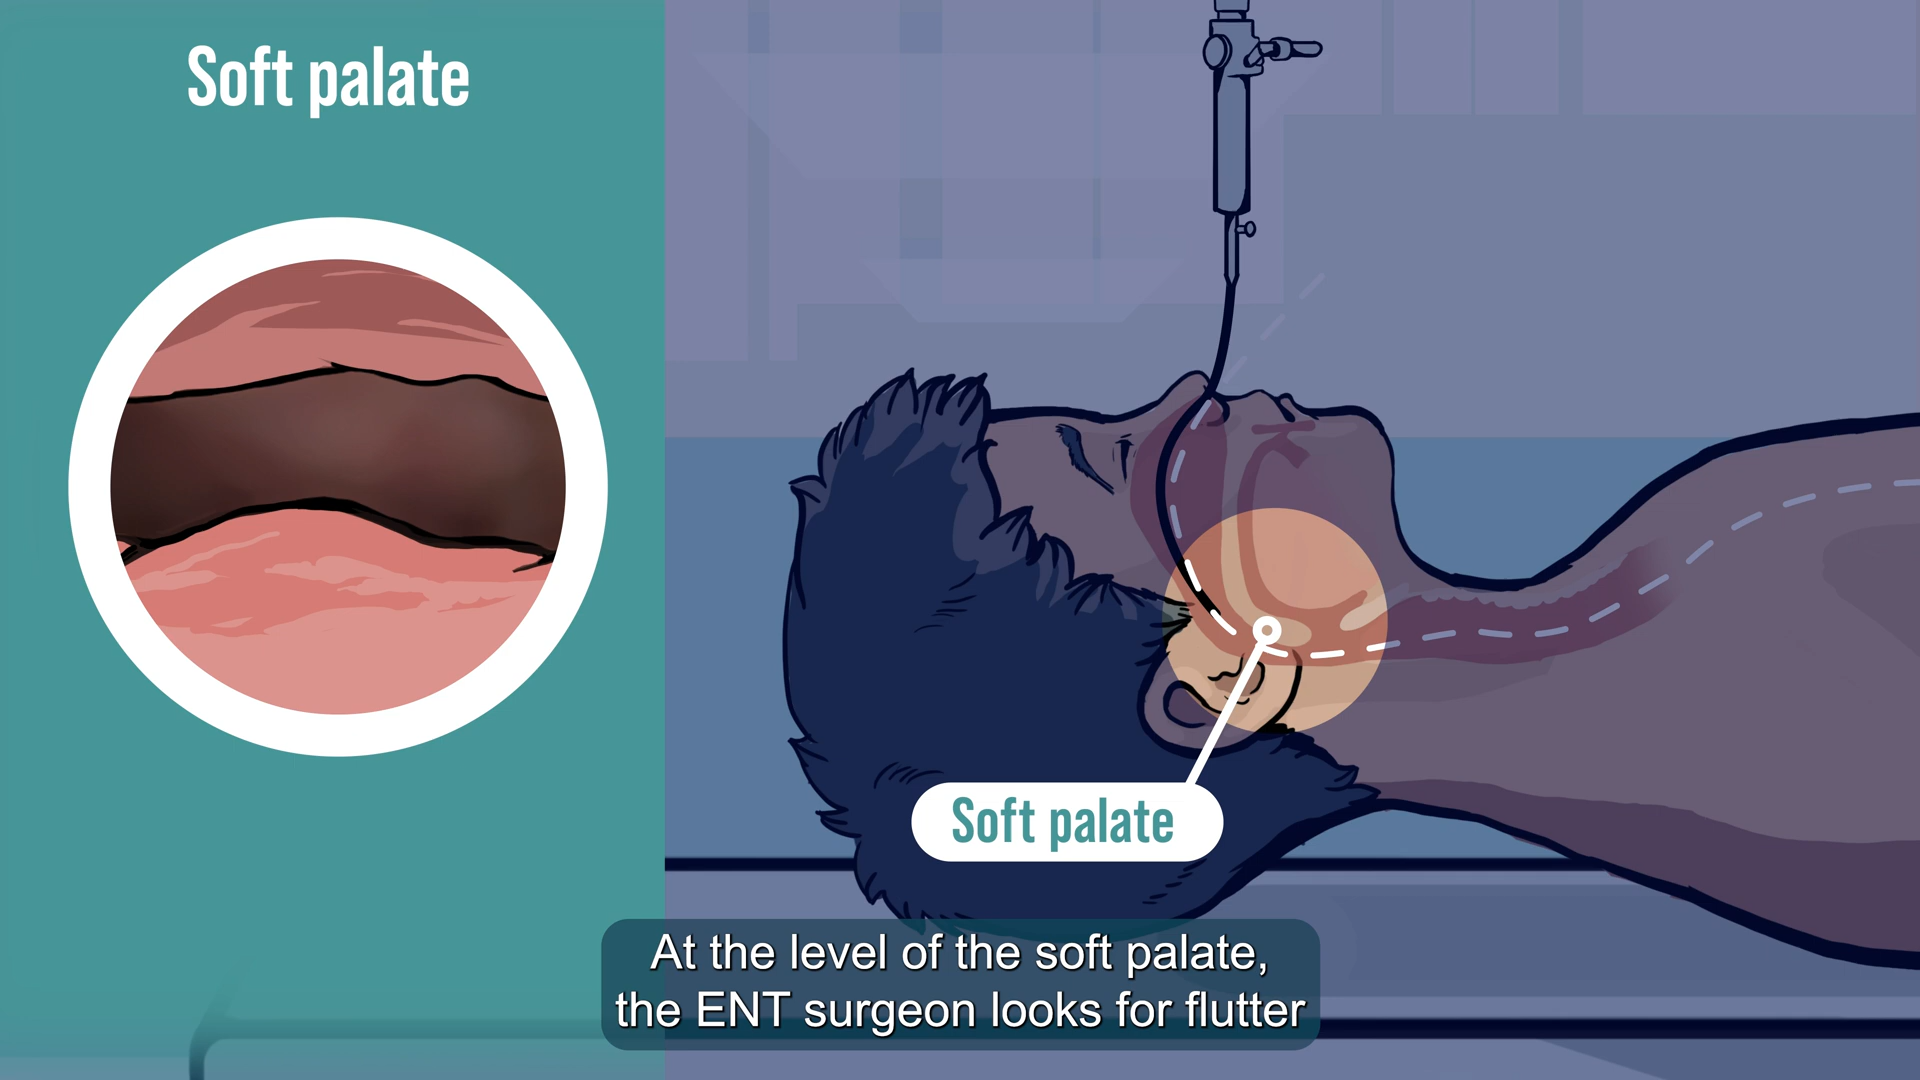 Soft palate
Soft palate
At the level of the soft palate,
the ENT surgeon looks for flutter